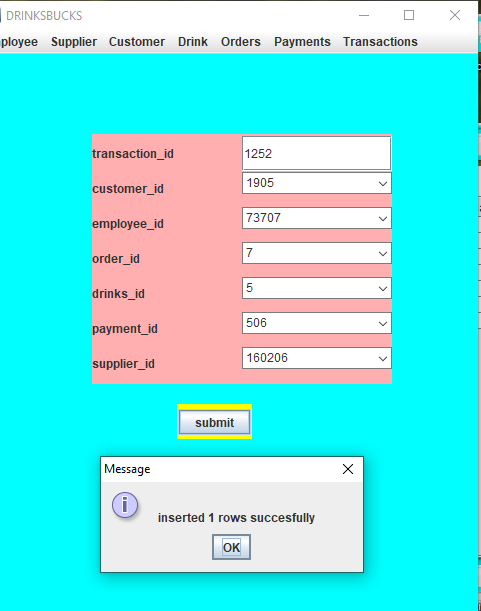 DRINKSBUCKS
ployee Supplier Customer Drink Orders Payments Transactions
transaction_id 1252
customer_id 1905
employee_id 73707
order_id 7
drinks_id 5
payment_id 506
supplier_id 160206
submit
Message
inserted 1 rows succesfully
OK